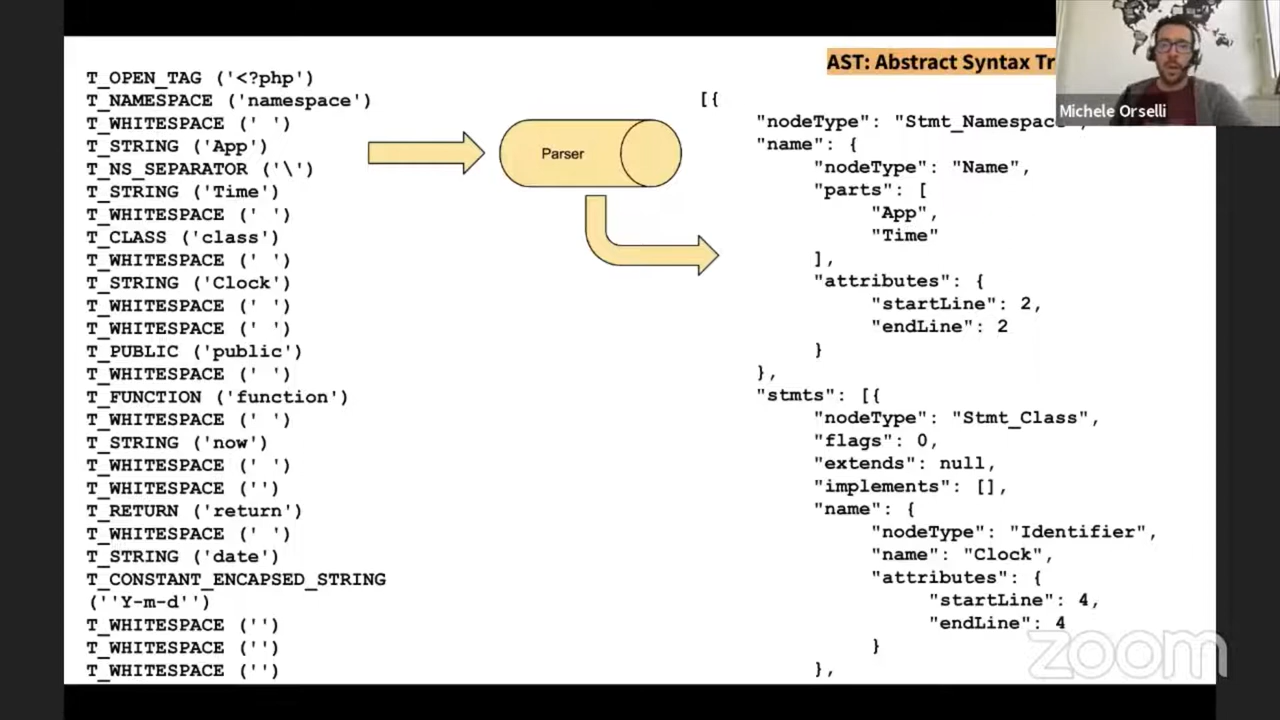 T_OPEN_TAG ('<?php')
T_NAMESPACE ('namespace')
T_WHITESPACE (' ')
T_STRING ('App')
T_NS_SEPARATOR ('\')
T_STRING ('Time')
T_WHITESPACE (' ')
T_CLASS ('class')
T_WHITESPACE (' ')
T_STRING ('Clock')
T_WHITESPACE (' ')
T_WHITESPACE (' ')
T_PUBLIC ('public')
T_WHITESPACE (' ')
T_FUNCTION ('function')
T_WHITESPACE (' ')
T_STRING ('now')
T_WHITESPACE (' ')
T_WHITESPACE ('')
T_RETURN ('return')
T_WHITESPACE (' ')
T_STRING ('date')
T_CONSTANT_ENCAPSED_STRING
(''Y-m-d'')
T_WHITESPACE ('')
T_WHITESPACE ('')
T_WHITESPACE ('')
Parser
AST: Abstract Syntax Tr
Michele Orselli
[{
"nodeType": "Stmt_Namespace",
"name": {
"nodeType": "Name",
"parts": [
"App",
"Time"
],
"attributes": {
"startLine": 2,
"endLine": 2
}
},
"stmts": [{
"nodeType": "Stmt_Class",
"flags": 0,
"extends": null,
"implements": [],
"name": {
"nodeType": "Identifier",
"name": "Clock",
"attributes": {
"startLine": 4,
"endLine": 4
}
},
zoom